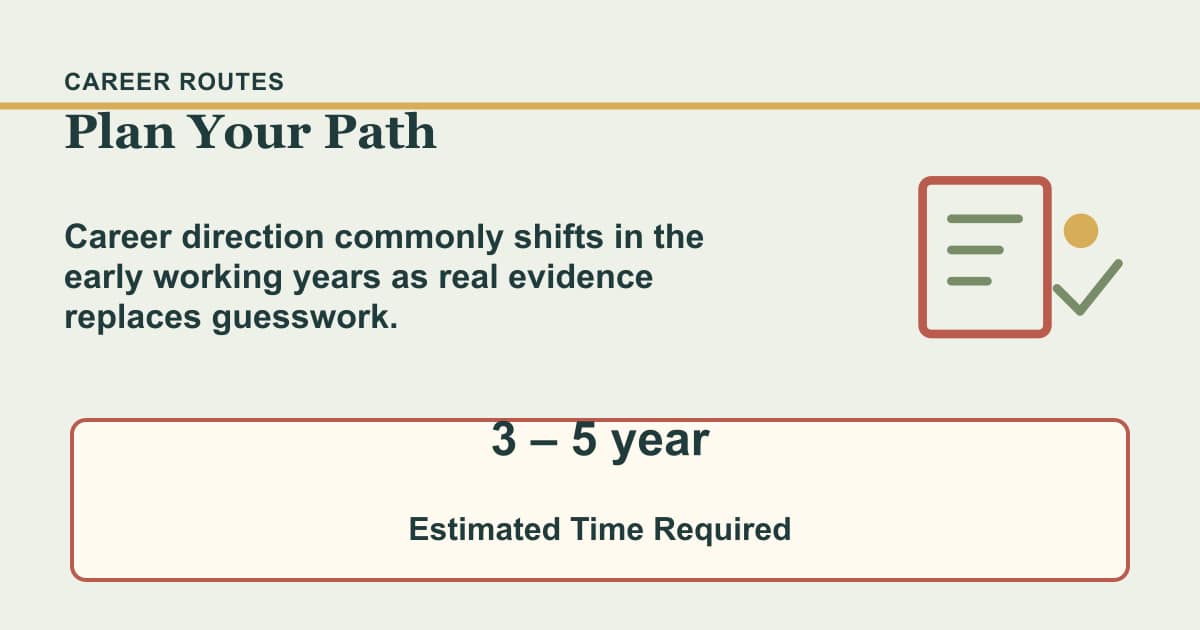 CAREER ROUTES
Plan Your Path
Career direction commonly shifts in the
early working years as real evidence
replaces guesswork.
3 – 5 year
Estimated Time Required